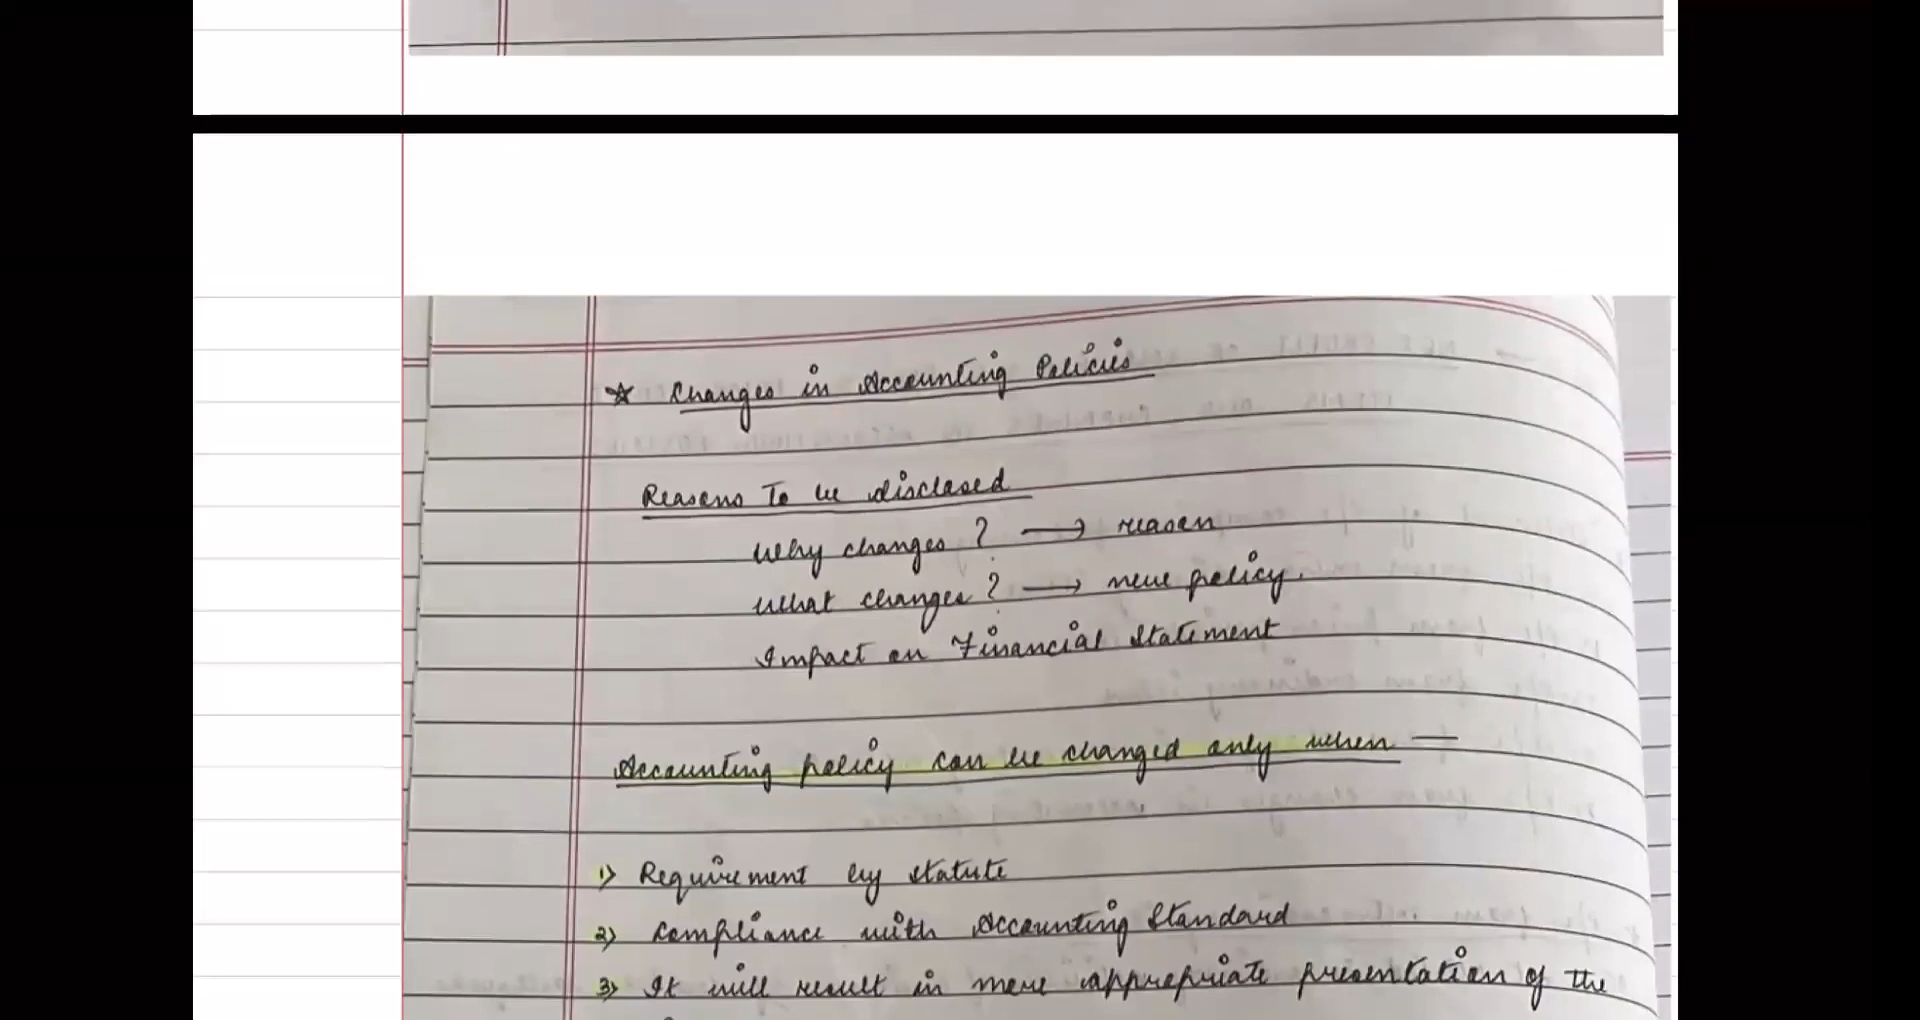 ☆ Changes in Accounting Policies
Reasons To be disclosed
Why changes ? → reason
What changes ? → new policy.
Impact on Financial Statement
Accounting policy can be changed only when —
1) Requirement by statute
2) Compliance with Accounting Standard
3) It will result in more appropriate presentation of the